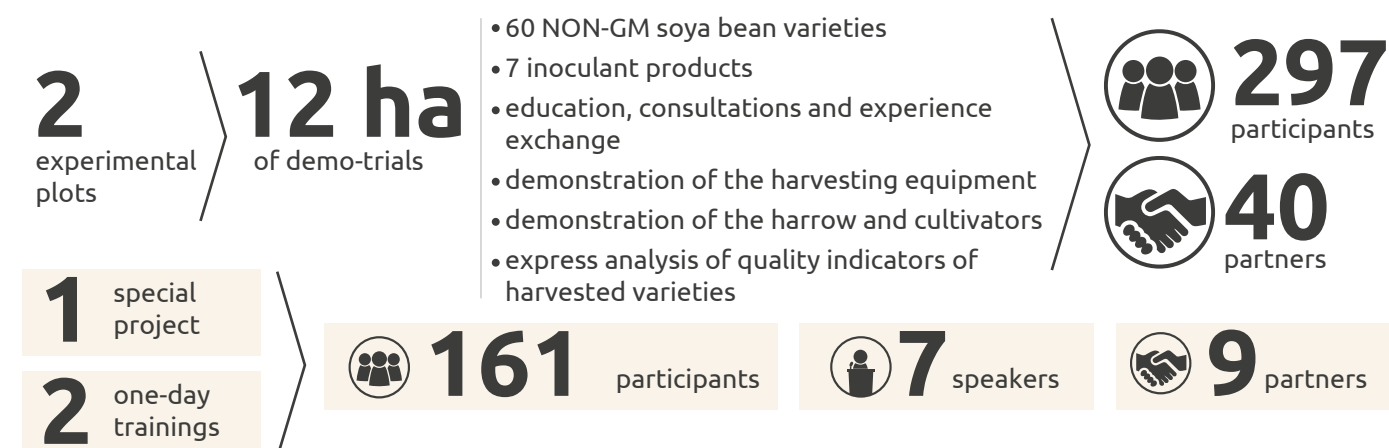 2
experimental
plots
12 ha
of demo-trials
• 60 NON-GM soya bean varieties
• 7 inoculant products
• education, consultations and experience
exchange
• demonstration of the harvesting equipment
• demonstration of the harrow and cultivators
• express analysis of quality indicators of
harvested varieties
297
participants
40
partners
1 special
project
2 one-day
trainings
161 participants
7 speakers
9 partners